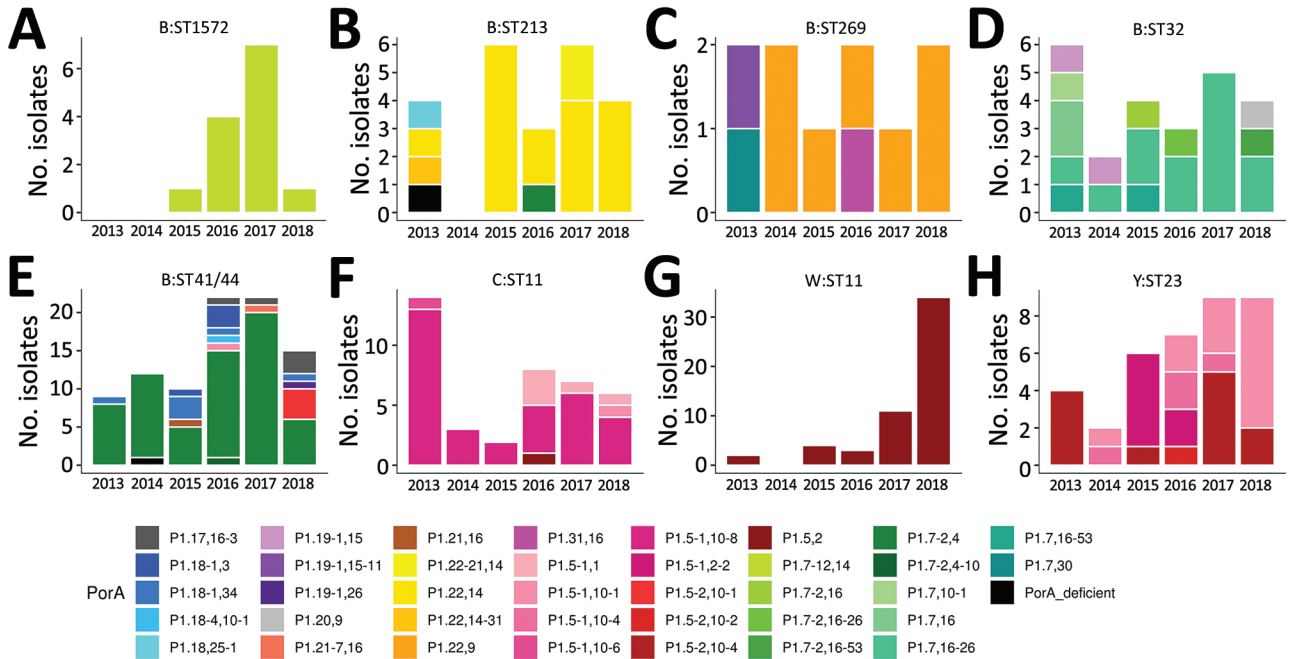 A B:ST1572
No. isolates
6
4
2
0
2013 2014 2015 2016 2017 2018
B B:ST213
No. isolates
6
5
4
3
2
1
0
2013 2014 2015 2016 2017 2018
C B:ST269
No. isolates
2
1
0
2013 2014 2015 2016 2017 2018
D B:ST32
No. isolates
6
5
4
3
2
1
0
2013 2014 2015 2016 2017 2018
E B:ST41/44
No. isolates
20
15
10
5
0
2013 2014 2015 2016 2017 2018
F C:ST11
No. isolates
10
5
0
2013 2014 2015 2016 2017 2018
G W:ST11
No. isolates
30
20
10
0
2013 2014 2015 2016 2017 2018
H Y:ST23
No. isolates
8
6
4
2
0
2013 2014 2015 2016 2017 2018
PorA
P1.17,16-3
P1.18-1,3
P1.18-1,34
P1.18-4,10-1
P1.18,25-1
P1.19-1,15
P1.19-1,15-11
P1.19-1,26
P1.20,9
P1.21-7,16
P1.21,16
P1.22-21,14
P1.22,14
P1.22,14-31
P1.22,9
P1.31,16
P1.5-1,1
P1.5-1,10-1
P1.5-1,10-4
P1.5-1,10-6
P1.5-1,10-8
P1.5-1,2-2
P1.5-2,10-1
P1.5-2,10-2
P1.5-2,10-4
P1.5,2
P1.7-12,14
P1.7-2,16
P1.7-2,16-26
P1.7-2,16-53
P1.7-2,4
P1.7-2,4-10
P1.7,10-1
P1.7,16
P1.7,16-26
P1.7,16-53
P1.7,30
PorA_deficient